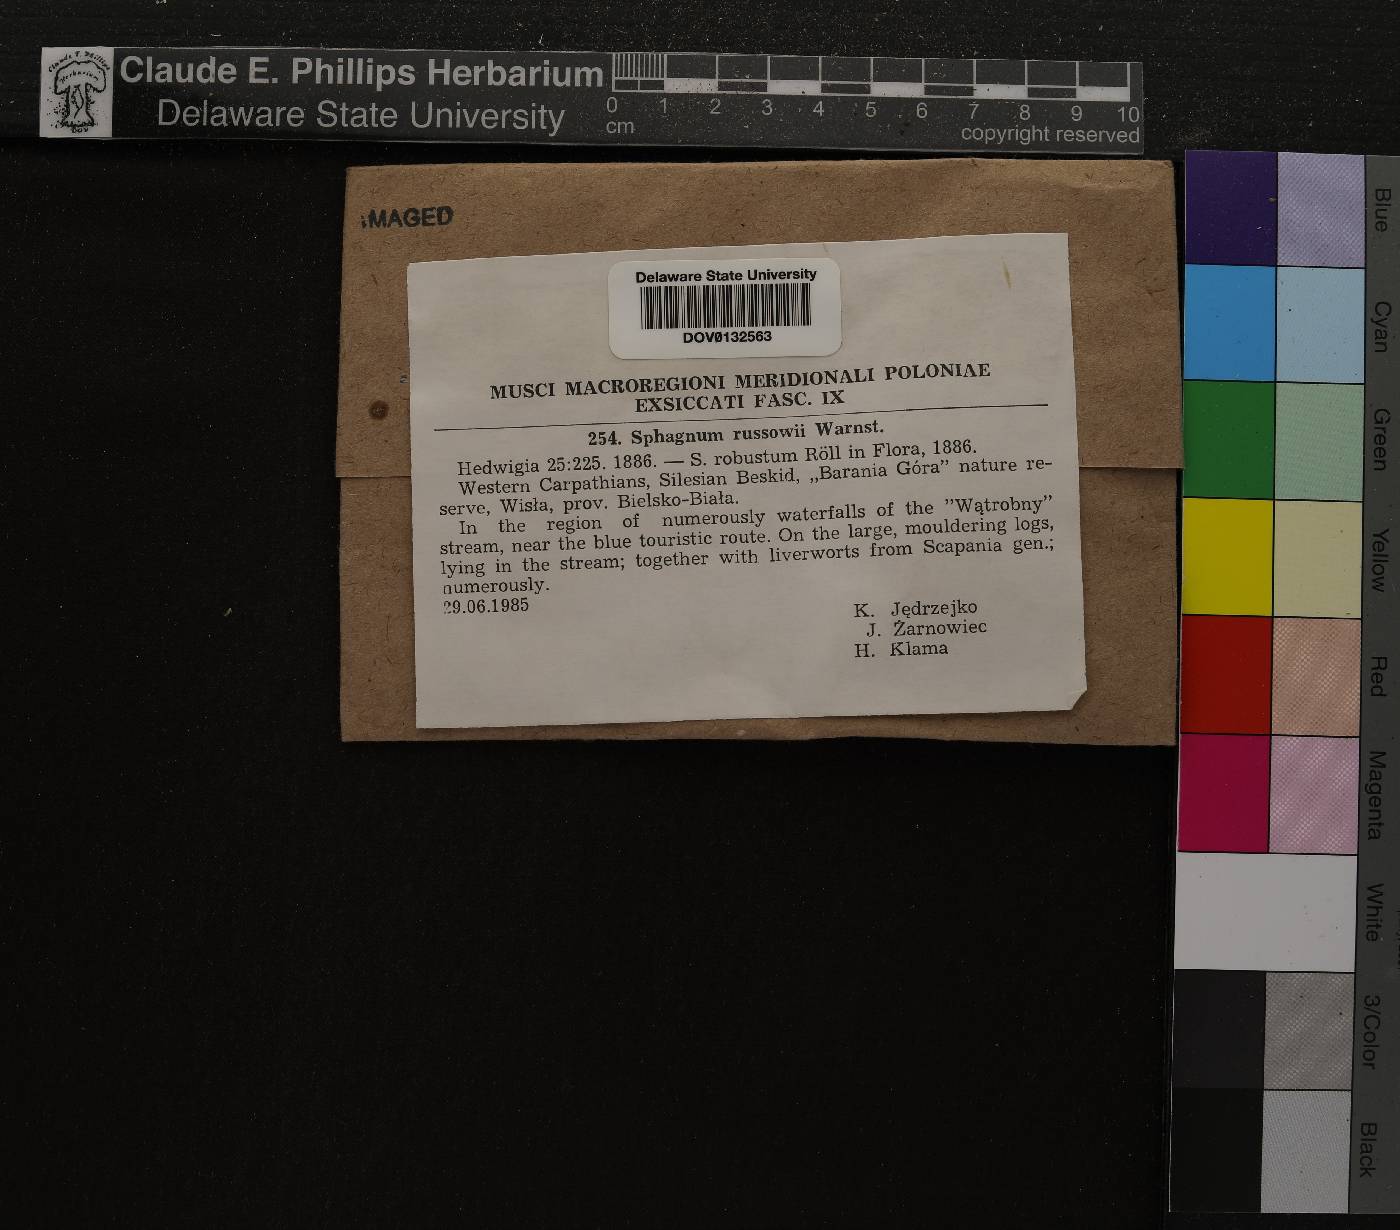 Claude E. Phillips Herbarium
Delaware State University
0 1 2 3 4 5 6 7 8 9 10
cm
copyright reserved
IMAGED
Delaware State University
DOV0132563
MUSCI MACROREGIONI MERIDIONALI POLONIAE
EXSICCATI FASC. IX
254. Sphagnum russowii Warnst.
Hedwigia 25:225. 1886. — S. robustum Röll in Flora, 1886.
Western Carpathians, Silesian Beskid, „Barania Góra” nature re-
serve, Wisła, prov. Bielsko-Biała.
In the region of numerously waterfalls of the ”Wątrobny”
stream, near the blue touristic route. On the large, mouldering logs,
lying in the stream; together with liverworts from Scapania gen.;
numerously.
29.06.1985
K. Jędrzejko
J. Żarnowiec
H. Klama
Blue
Cyan
Green
Yellow
Red
Magenta
White
3/Color
Black